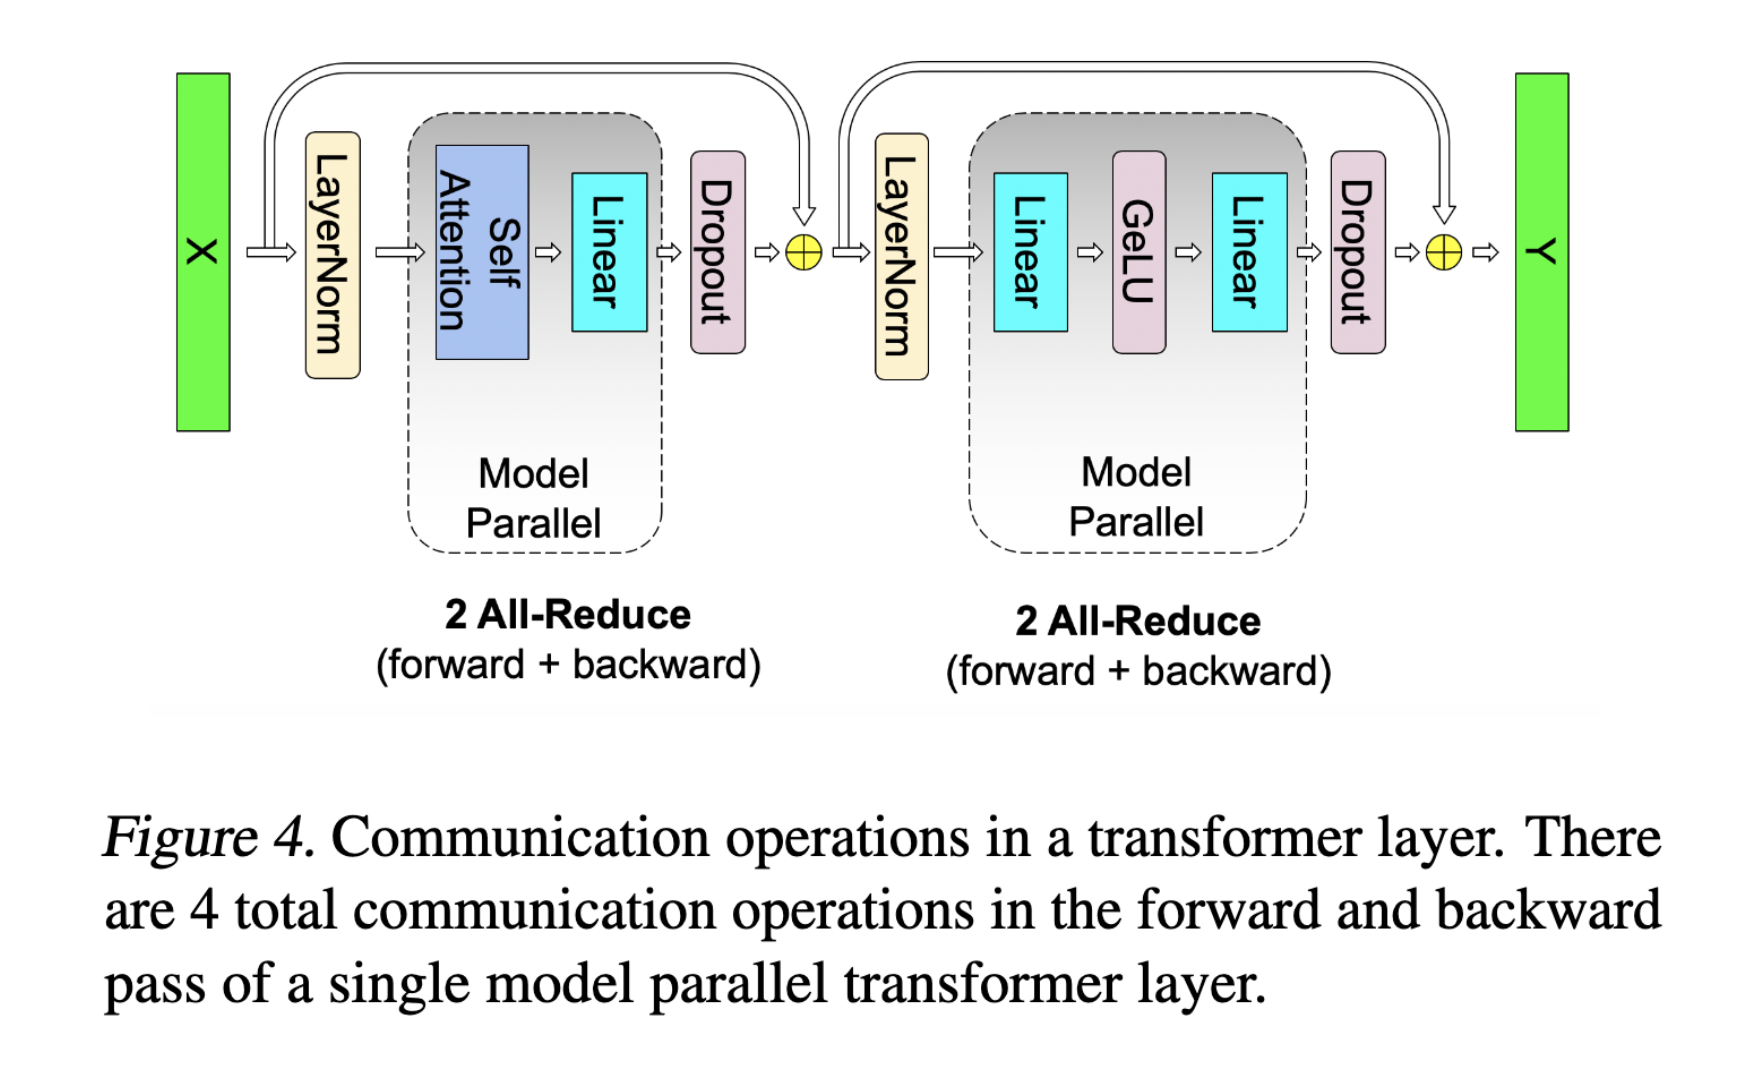 X
LayerNorm
Self
Attention
Linear
Dropout
LayerNorm
Linear
GeLU
Linear
Dropout
Y
Model
Parallel
Model
Parallel
2 All-Reduce
(forward + backward)
2 All-Reduce
(forward + backward)
Figure 4. Communication operations in a transformer layer. There
are 4 total communication operations in the forward and backward
pass of a single model parallel transformer layer.